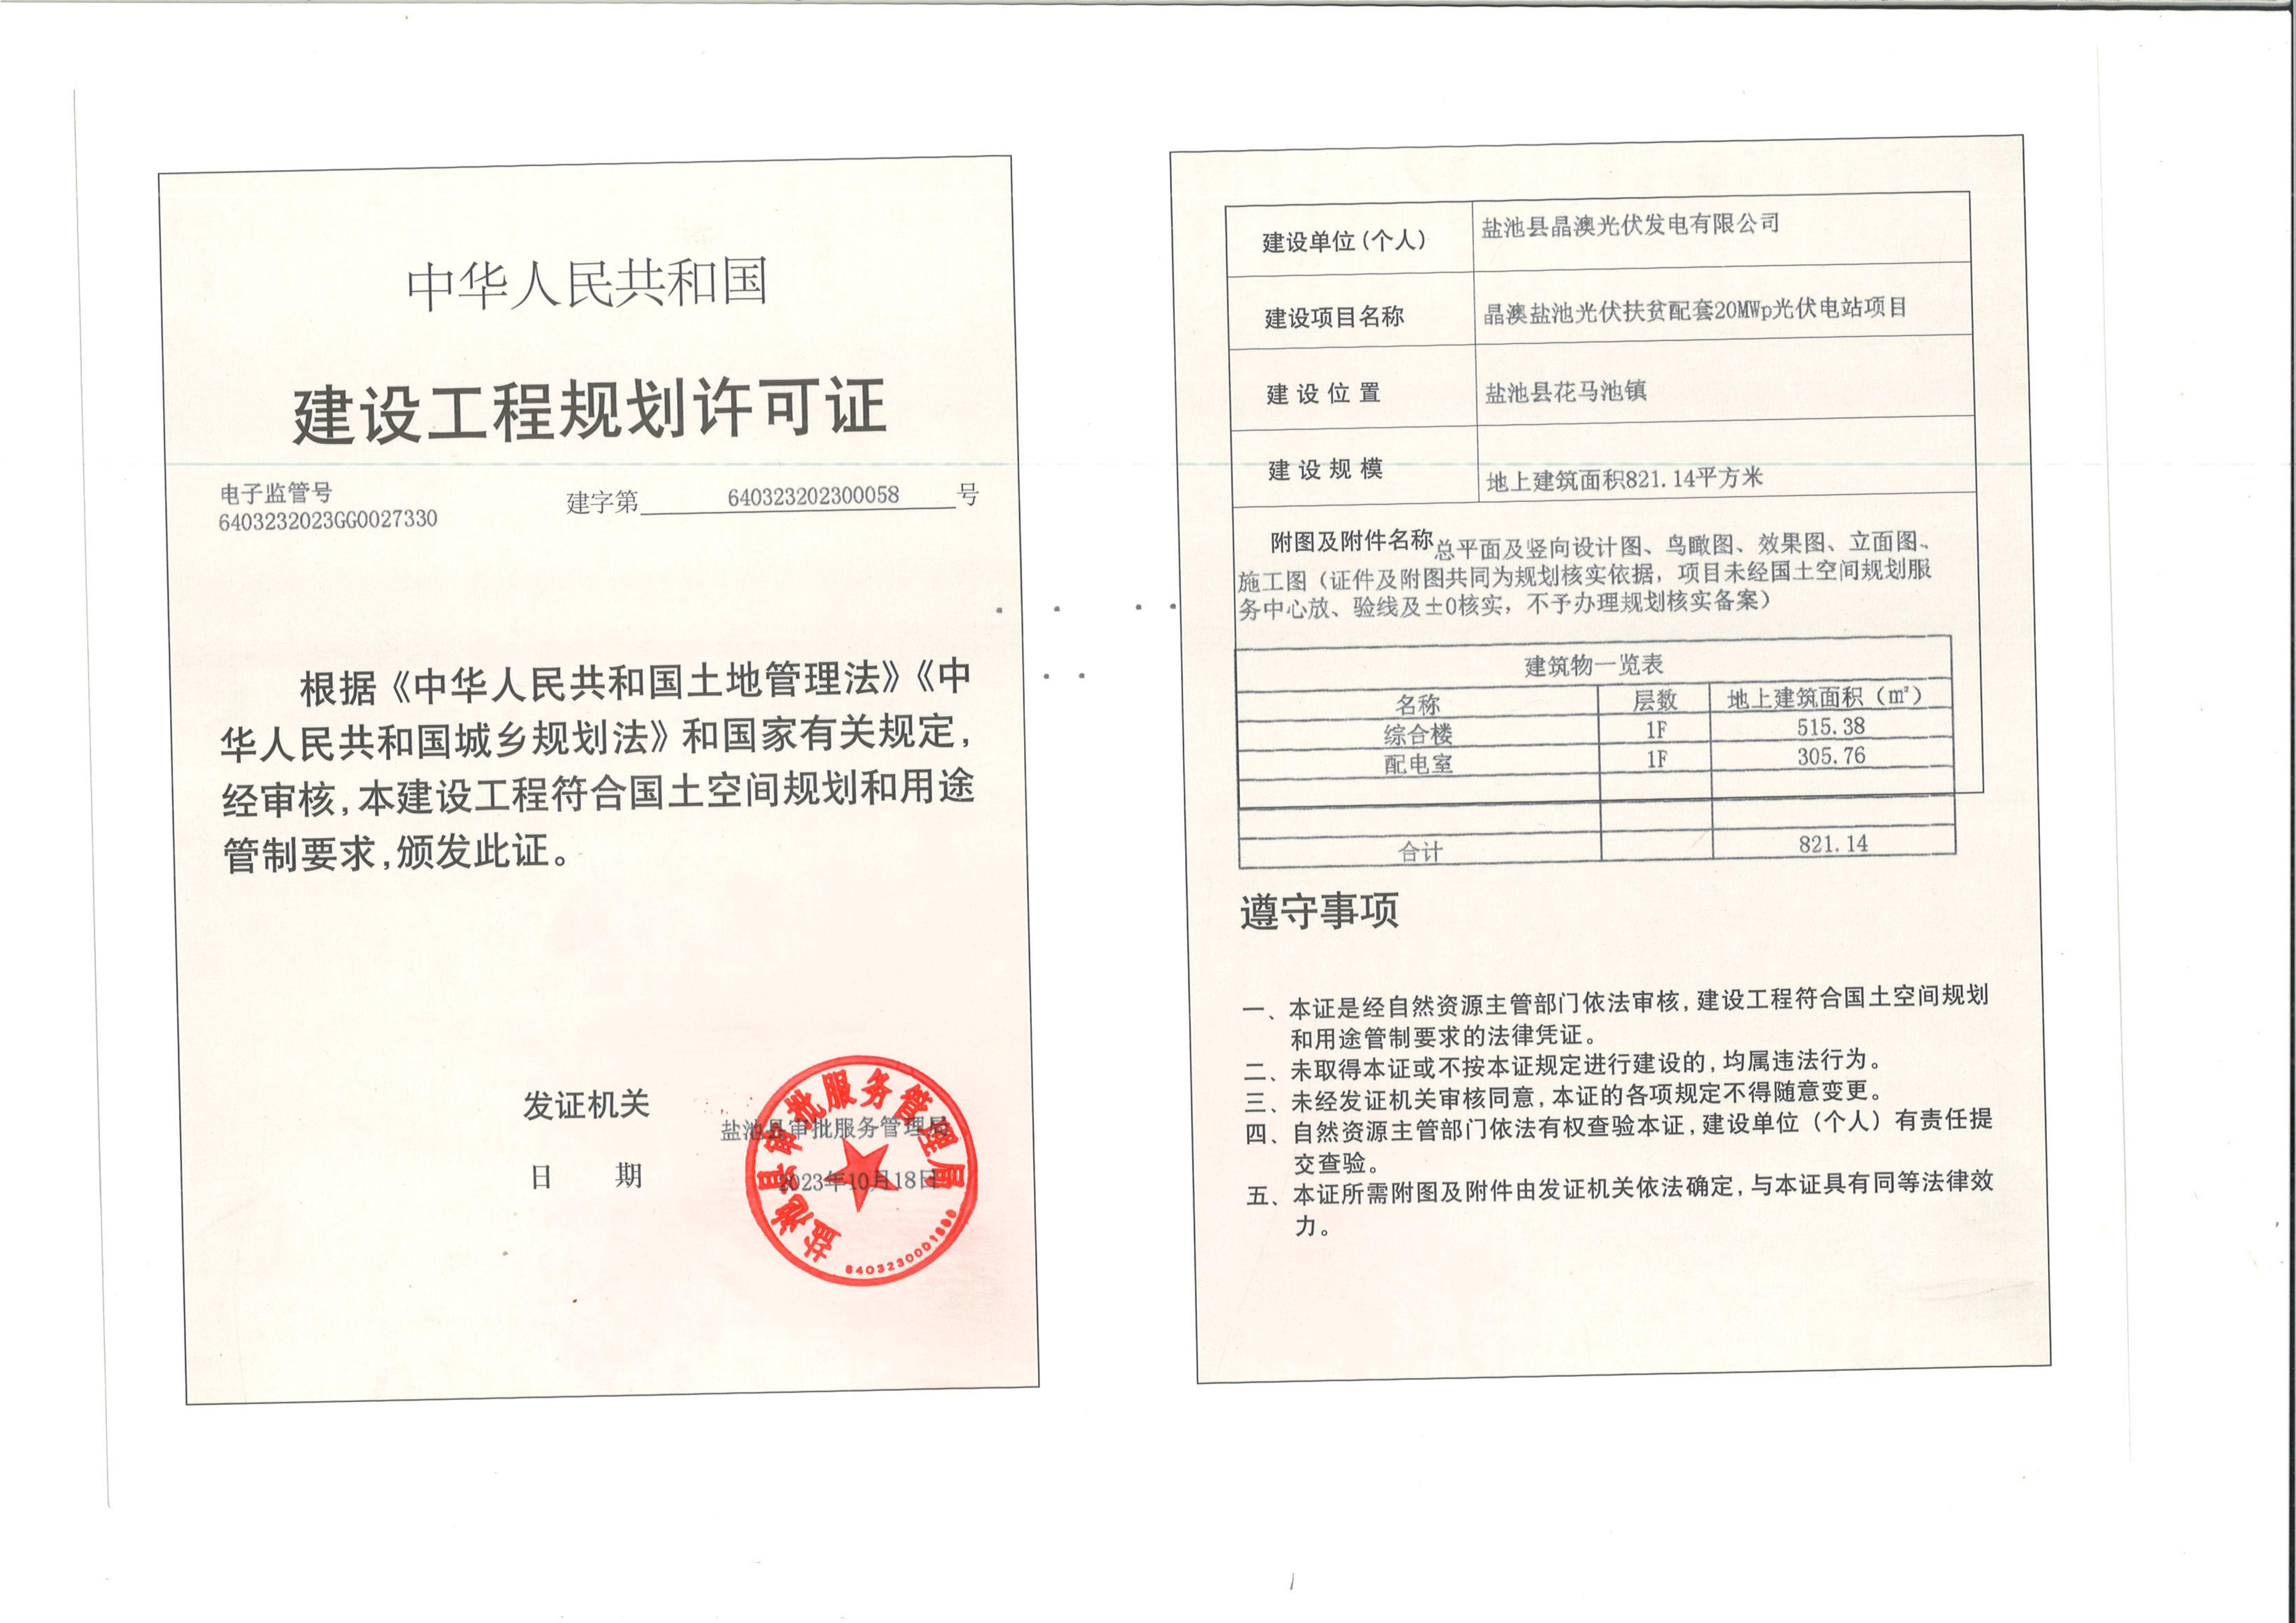 中华人民共和国
建设工程规划许可证
电子监管号
6403232023GG0027330
建字第 640323202300058 号
根据《中华人民共和国土地管理法》《中
华人民共和国城乡规划法》和国家有关规定,
经审核,本建设工程符合国土空间规划和用途
管制要求,颁发此证。
发证机关
盐池县审批服务管理局
日 期
2023年10月18日
盐池县审批服务管理局
建设单位(个人) 盐池县晶澳光伏发电有限公司
建设项目名称 晶澳盐池光伏扶贫配套20MWp光伏电站项目
建设位置 盐池县花马池镇
建设规模 地上建筑面积821.14平方米
附图及附件名称 总平面及竖向设计图、鸟瞰图、效果图、立面图、
施工图(证件及附图共同为规划核实依据,项目未经国土空间规划服
务中心放、验线及±0核实,不予办理规划核实备案)
建筑物一览表
名称 层数 地上建筑面积(㎡)
综合楼 1F 515.38
配电室 1F 305.76
合计 821.14
遵守事项
一、本证是经自然资源主管部门依法审核,建设工程符合国土空间规划
和用途管制要求的法律凭证。
二、未取得本证或不按本证规定进行建设的,均属违法行为。
三、未经发证机关审核同意,本证的各项规定不得随意变更。
四、自然资源主管部门依法有权查验本证,建设单位(个人)有责任提
交查验。
五、本证所需附图及附件由发证机关依法确定,与本证具有同等法律效
力。